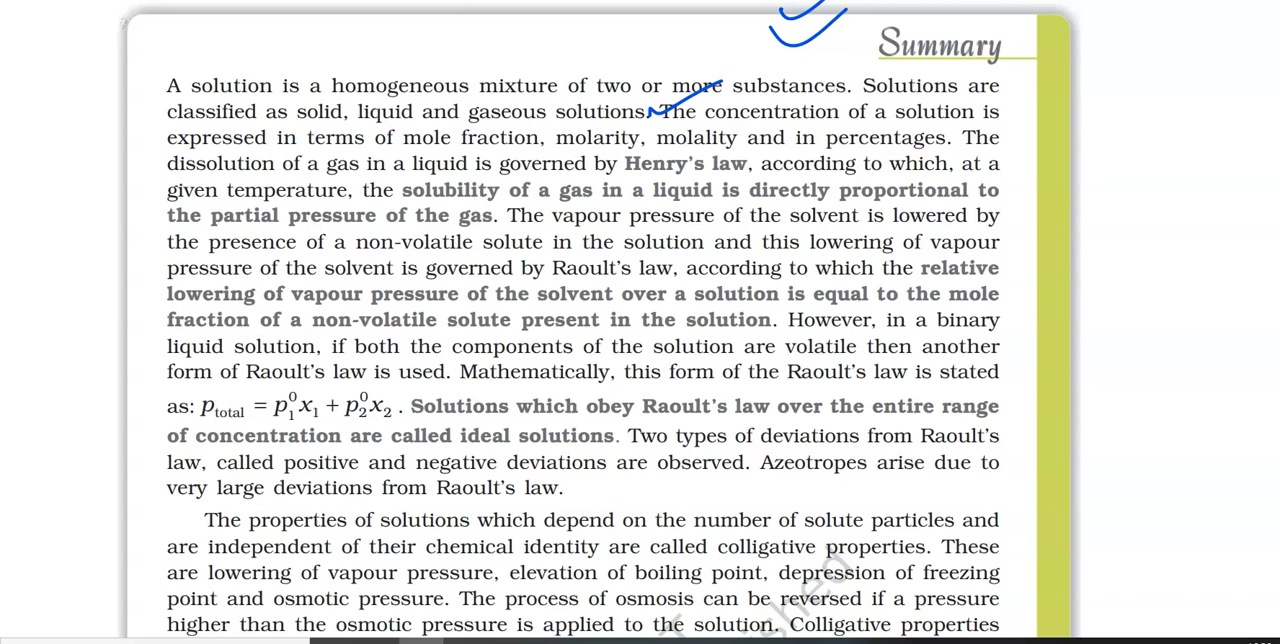 Summary
A solution is a homogeneous mixture of two or more substances. Solutions are
classified as solid, liquid and gaseous solutions. The concentration of a solution is
expressed in terms of mole fraction, molarity, molality and in percentages. The
dissolution of a gas in a liquid is governed by Henry's law, according to which, at a
given temperature, the solubility of a gas in a liquid is directly proportional to
the partial pressure of the gas. The vapour pressure of the solvent is lowered by
the presence of a non-volatile solute in the solution and this lowering of vapour
pressure of the solvent is governed by Raoult's law, according to which the relative
lowering of vapour pressure of the solvent over a solution is equal to the mole
fraction of a non-volatile solute present in the solution. However, in a binary
liquid solution, if both the components of the solution are volatile then another
form of Raoult's law is used. Mathematically, this form of the Raoult's law is stated
as: p_total = p₁⁰x₁ + p₂⁰x₂ . Solutions which obey Raoult's law over the entire range
of concentration are called ideal solutions. Two types of deviations from Raoult's
law, called positive and negative deviations are observed. Azeotropes arise due to
very large deviations from Raoult's law.
The properties of solutions which depend on the number of solute particles and
are independent of their chemical identity are called colligative properties. These
are lowering of vapour pressure, elevation of boiling point, depression of freezing
point and osmotic pressure. The process of osmosis can be reversed if a pressure
higher than the osmotic pressure is applied to the solution. Colligative properties